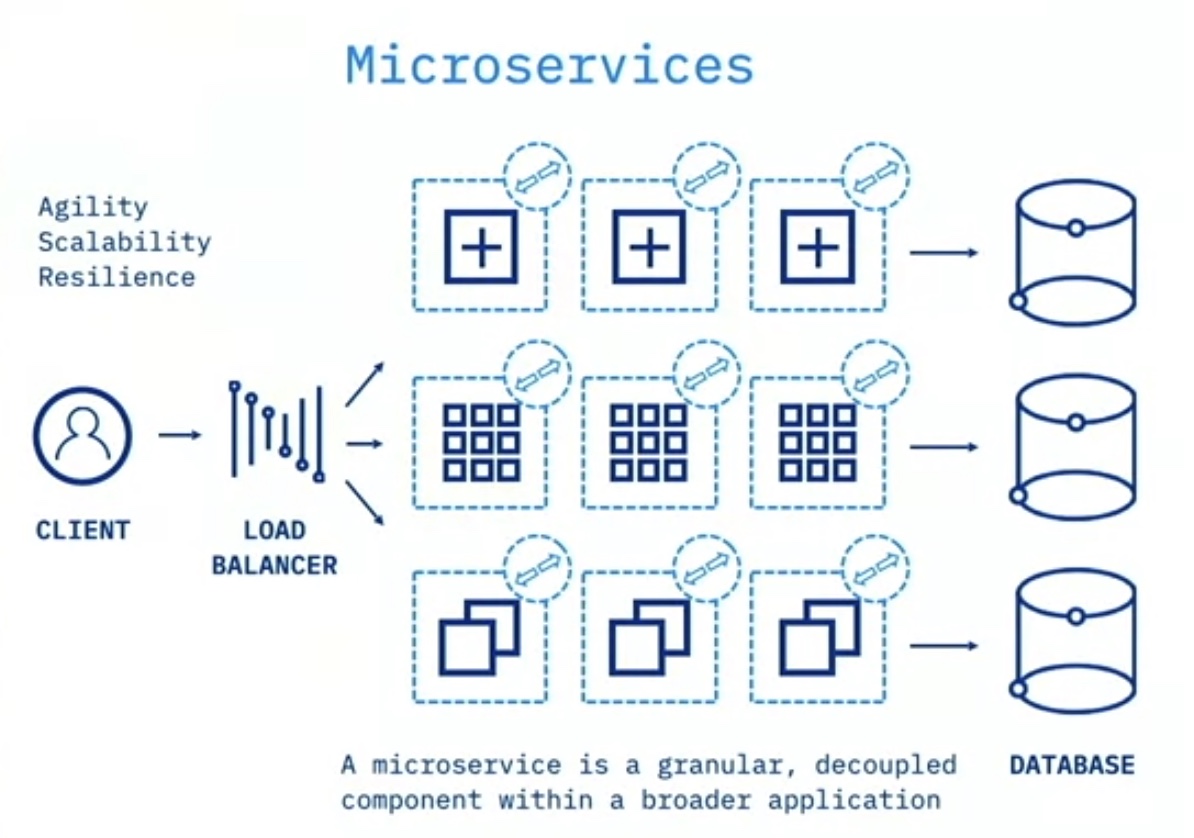 Microservices
Agility
Scalability
Resilience
CLIENT
LOAD
BALANCER
A microservice is a granular, decoupled
component within a broader application
DATABASE